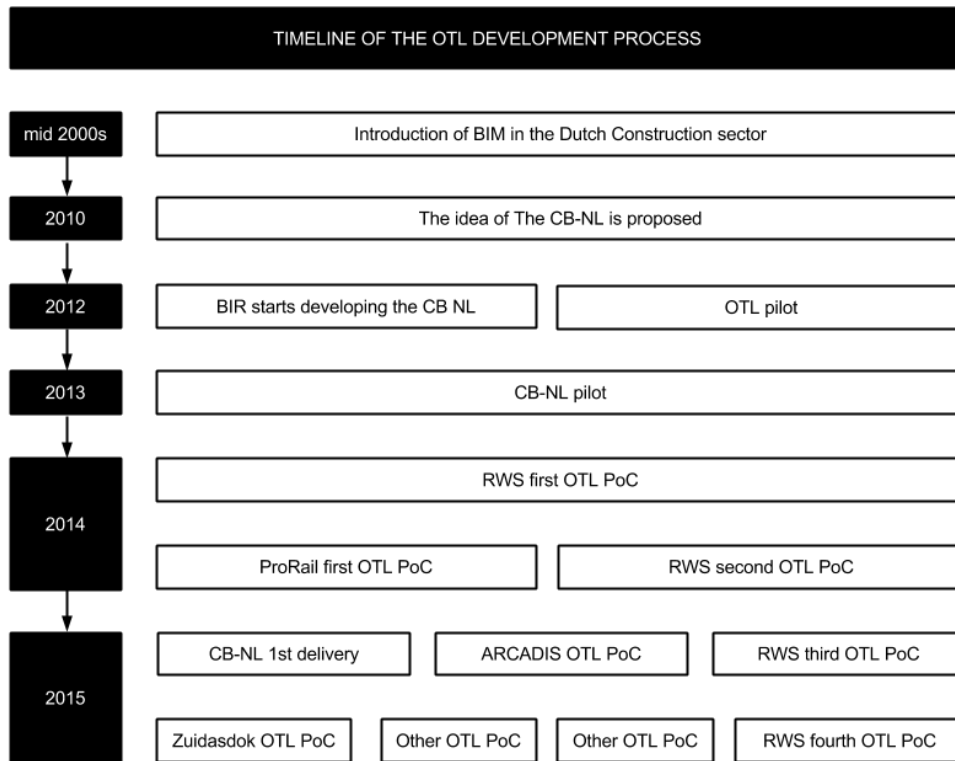 TIMELINE OF THE OTL DEVELOPMENT PROCESS
mid 2000s
Introduction of BIM in the Dutch Construction sector
2010
The idea of The CB-NL is proposed
2012
BIR starts developing the CB NL
OTL pilot
2013
CB-NL pilot
2014
RWS first OTL PoC
ProRail first OTL PoC
RWS second OTL PoC
2015
CB-NL 1st delivery
ARCADIS OTL PoC
RWS third OTL PoC
Zuidasdok OTL PoC
Other OTL PoC
Other OTL PoC
RWS fourth OTL PoC